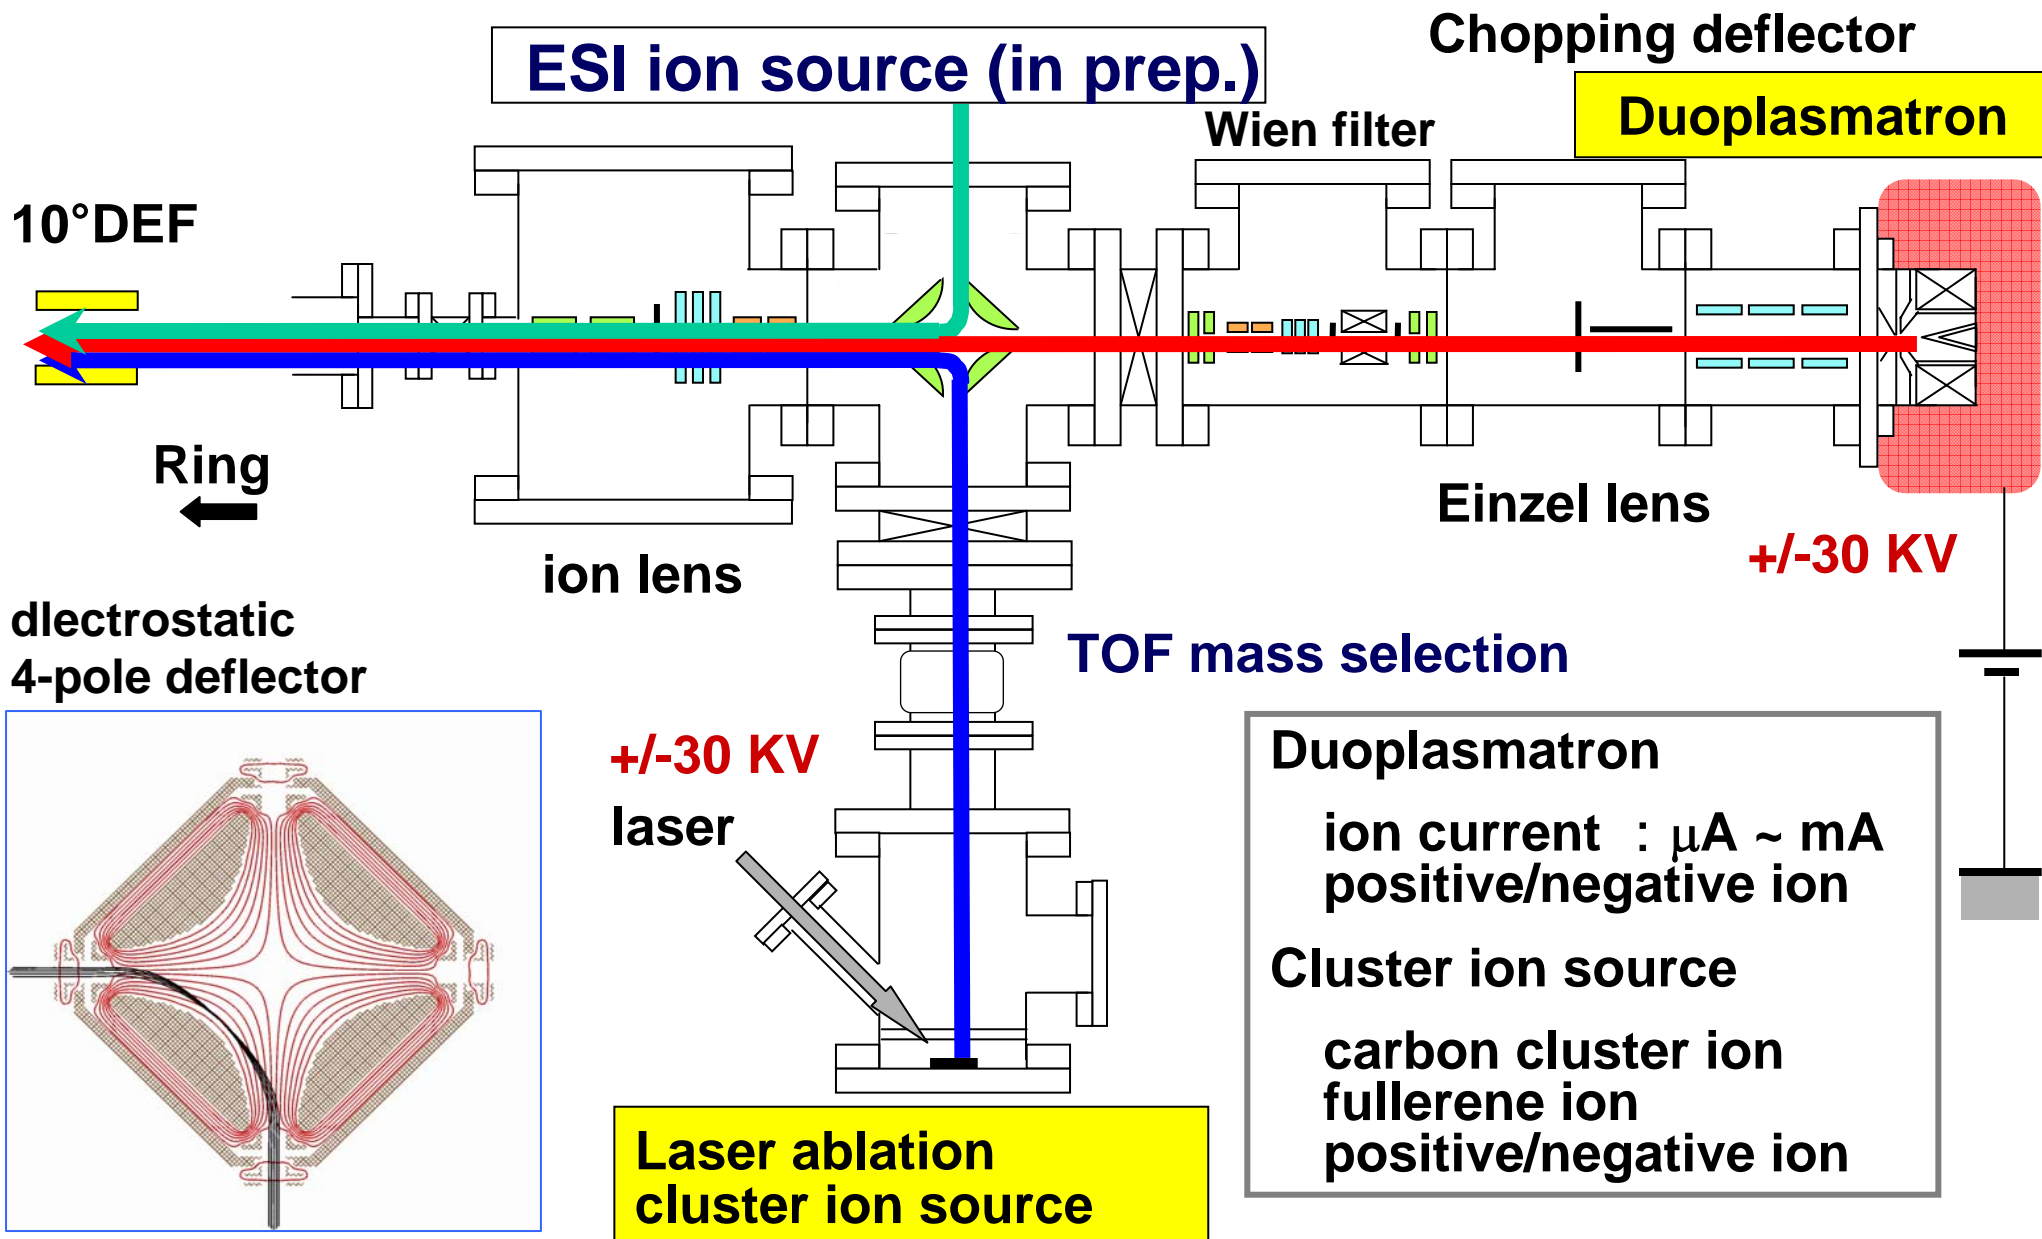 Chopping deflector
ESI ion source (in prep.)
Duoplasmatron
Wien filter
10°DEF
Ring
Einzel lens
+/-30 KV
ion lens
dlectrostatic
4-pole deflector
TOF mass selection
+/-30 KV
laser
Duoplasmatron
ion current : μA ~ mA
positive/negative ion
Cluster ion source
carbon cluster ion
fullerene ion
positive/negative ion
Laser ablation
cluster ion source